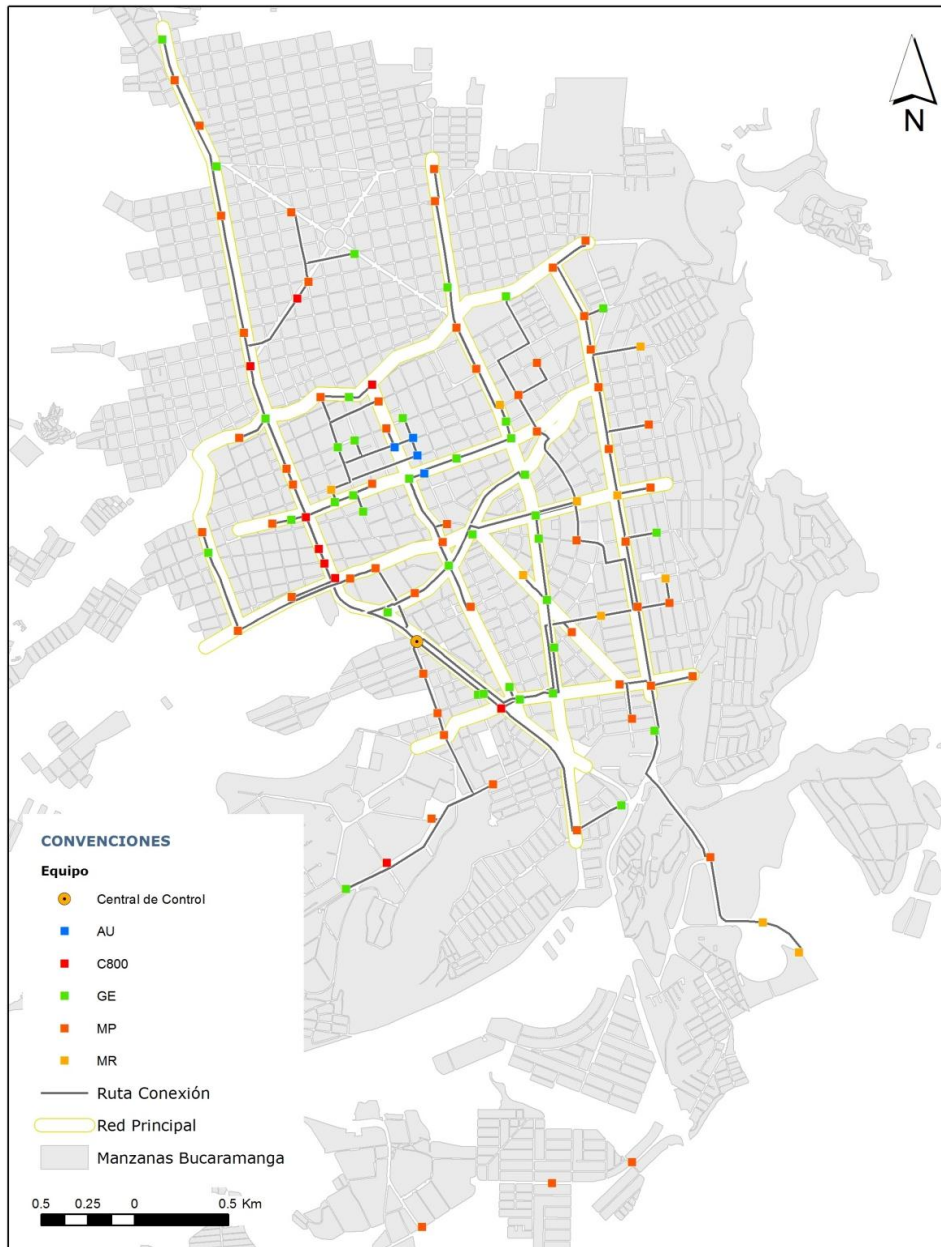 N
CONVENCIONES
Equipo
Central de Control
AU
C800
GE
MP
MR
Ruta Conexión
Red Principal
Manzanas Bucaramanga
0.5 0.25 0 0.5 Km